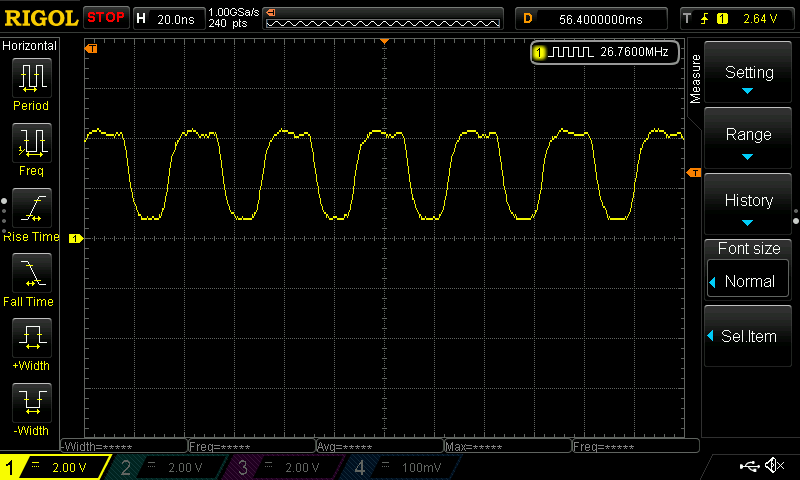 RIGOL STOP H 20.0ns 1.00GSa/s D 56.4000000ms T 1 2.64 V
240 pts
Horizontal
T
1 26.7600MHz
Measure
Period
Freq
Rise Time
Fall Time
+Width
-Width
1
T
Setting
Range
History
Font size
Normal
Sel.Item
-Width=***** Freq=***** Avg=***** Max=***** Freq=*****
1 2.00 V 2 2.00 V 3 2.00 V 4 100mV